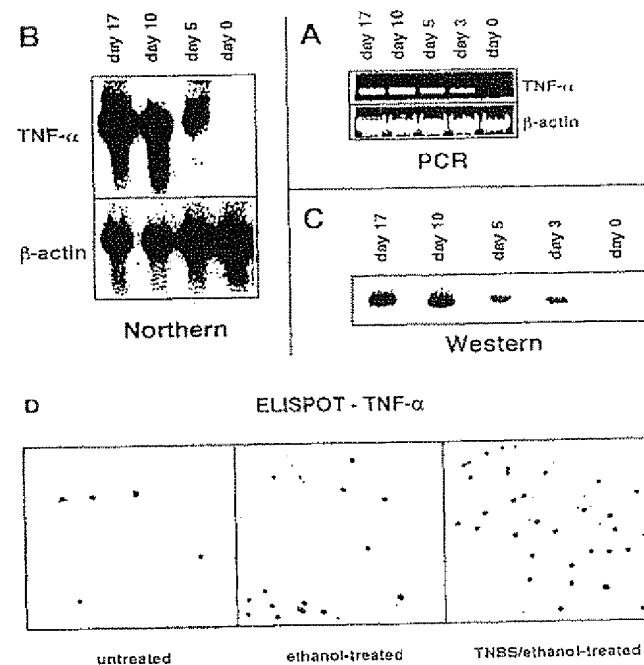 B
day 17
day 10
day 5
day 0
TNF-α
β-actin
Northern
A
day 17
day 10
day 5
day 3
day 0
TNF-α
β-actin
PCR
C
day 17
day 10
day 5
day 3
day 0
Western
D
ELISPOT - TNF-α
untreated
ethanol-treated
TNBS/ethanol-treated